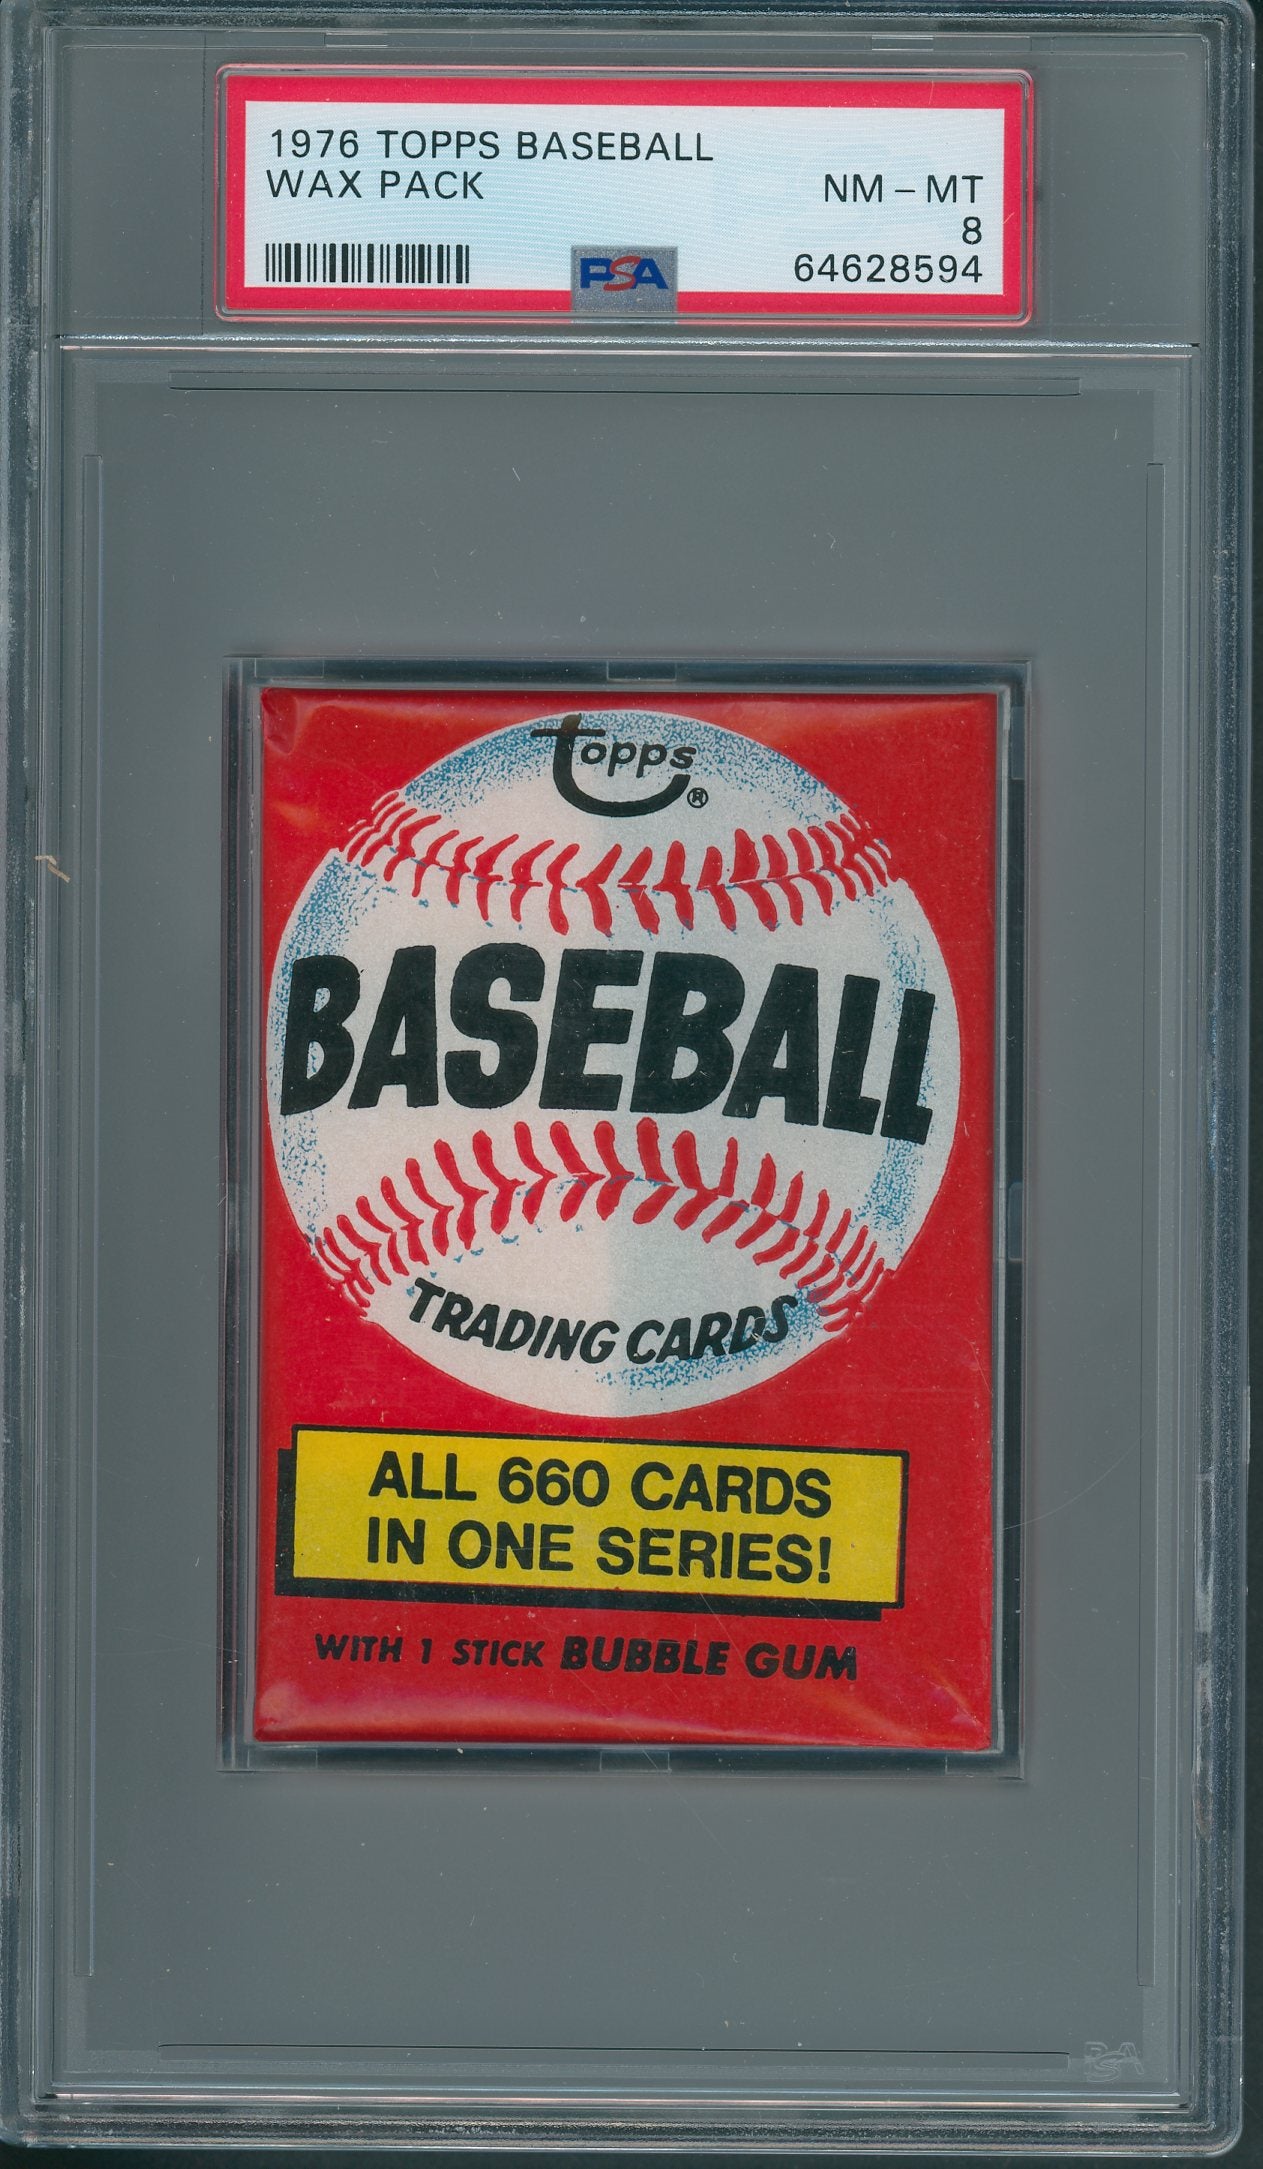 1976 TOPPS BASEBALL
WAX PACK
NM - MT
8
64628594
PSA
topps®
BASEBALL
TRADING CARDS
ALL 660 CARDS
IN ONE SERIES!
WITH 1 STICK BUBBLE GUM
PSA